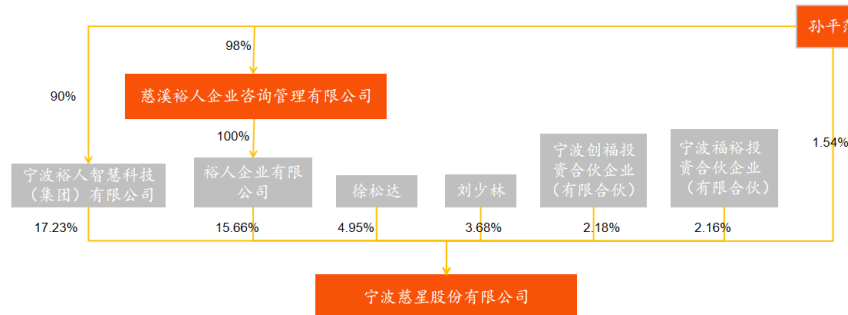 孙平范
98%
慈溪裕人企业咨询管理有限公司
90%
100%
宁波裕人智慧科技
（集团）有限公司
裕人企业有限
公司
徐松达
刘少林
宁波创福投
资合伙企业
（有限合伙）
宁波福裕投
资合伙企业
（有限合伙）
1.54%
17.23%
15.66%
4.95%
3.68%
2.18%
2.16%
宁波慈星股份有限公司